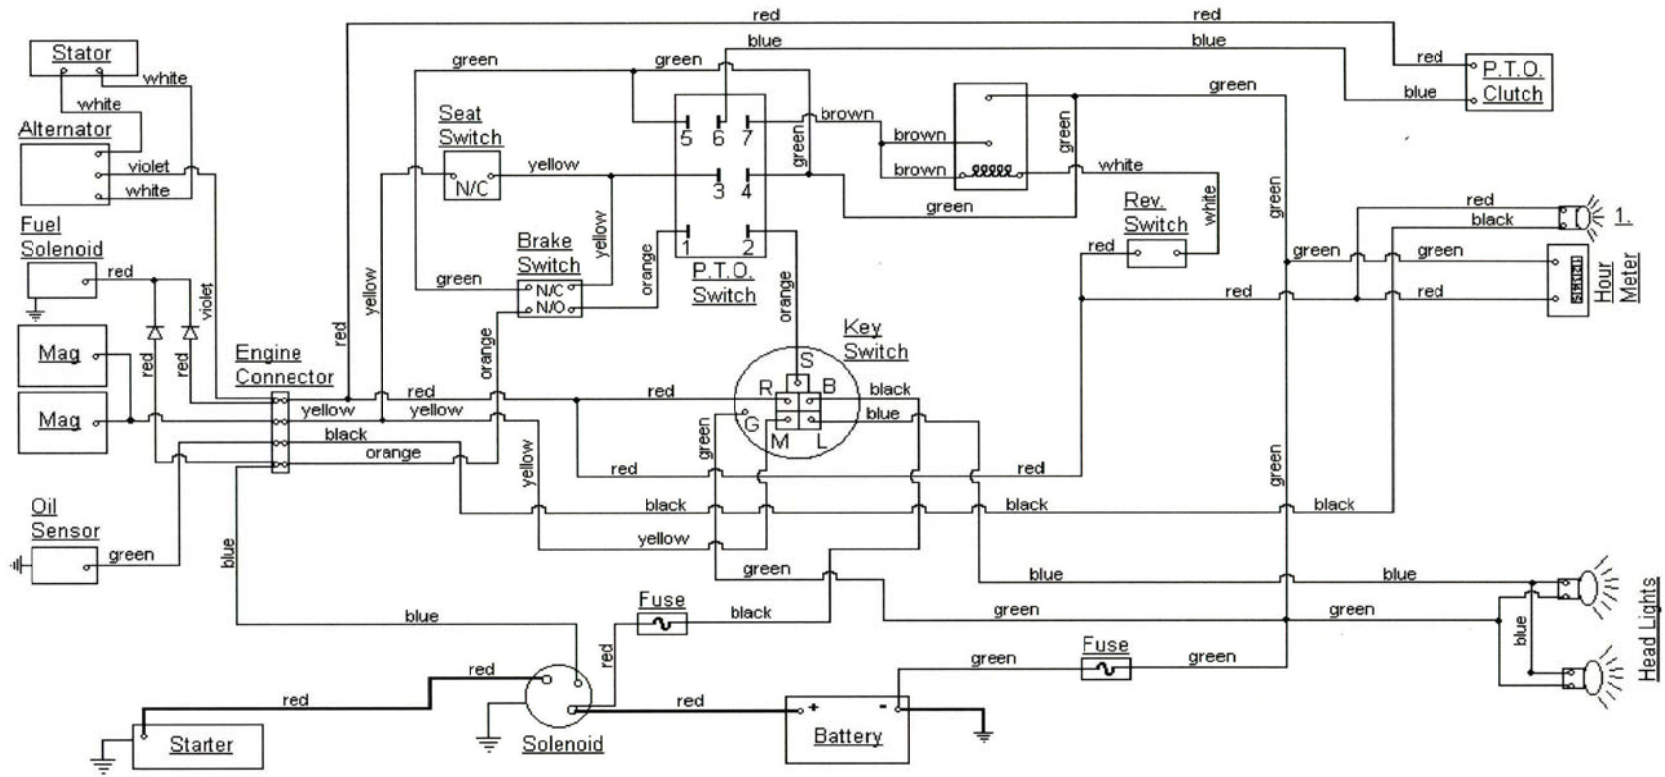 red red
blue blue
Stator
green green
red P.T.O.
white
blue Clutch
green
white
Seat
Switch
Alternator
5 6 7
brown
green
green
brown
violet
yellow
N/C
3 4
brown
white
white
Rev.
Switch
white
green
red
black
1.
Fuel
Solenoid
green
yellow
orange
1 2
Brake
Switch
P.T.O.
Switch
red
green
green
Hour
Meter
red
green
N/C
N/O
orange
red
red
violet
yellow
red
Key
Switch
Mag
red
red
Engine
Connector
orange
S
R B
G
M L
red
red
black
yellow
yellow
blue
Mag
black
orange
green
yellow
red
red
green
Oil
Sensor
black
black
black
green
yellow
blue
green
blue
blue
Fuse
black
green
green
blue
Head Lights
blue
red
Fuse
green
green
red
red
red
+ -
Starter
Solenoid
Battery